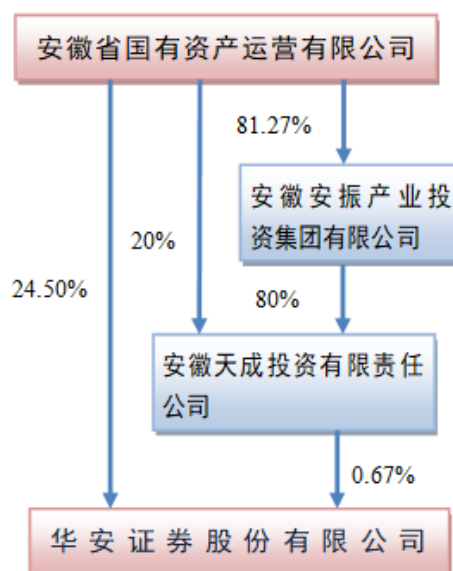 安徽省国有资产运营有限公司
81.27%
安徽安振产业投
资集团有限公司
20%
24.50%
80%
安徽天成投资有限责任
公司
0.67%
华安证券股份有限公司